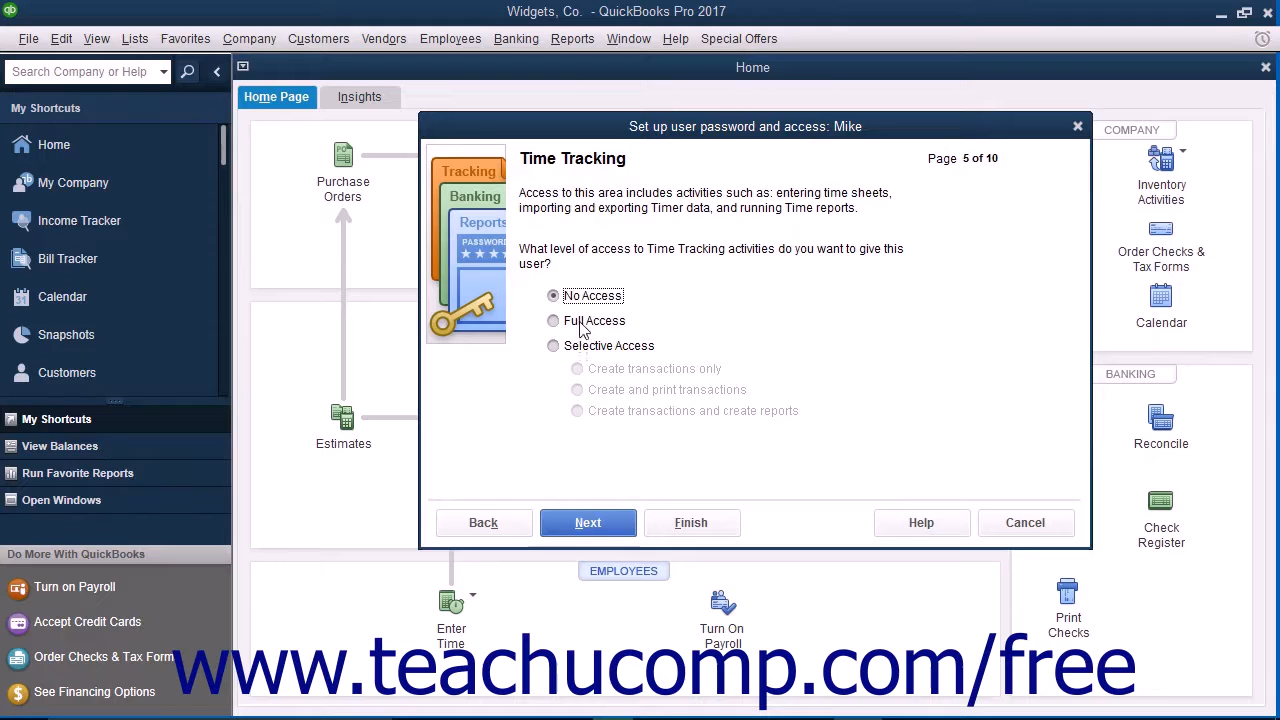 Widgets, Co. - QuickBooks Pro 2017
File Edit View Lists Favorites Company Customers Vendors Employees Banking Reports Window Help Special Offers
Search Company or Help
My Shortcuts
Home
My Company
Income Tracker
Bill Tracker
Calendar
Snapshots
Customers
My Shortcuts
View Balances
Run Favorite Reports
Open Windows
Do More With QuickBooks
Turn on Payroll
Accept Credit Cards
Order Checks & Tax Form
See Financing Options
Home
Home Page Insights
PO
Purchase
Orders
Estimates
Set up user password and access: Mike
Tracking
Banking
Reports
PASSWORD
Time Tracking
Page 5 of 10
Access to this area includes activities such as: entering time sheets,
importing and exporting Timer data, and running Time reports.
What level of access to Time Tracking activities do you want to give this
user?
No Access
Full Access
Selective Access
Create transactions only
Create and print transactions
Create transactions and create reports
Back Next Finish Help Cancel
COMPANY
Inventory
Activities
Order Checks &
Tax Forms
Calendar
BANKING
Reconcile
Check
Register
Print
Checks
EMPLOYEES
Enter
Time
Turn On
Payroll
www.teachucomp.com/free